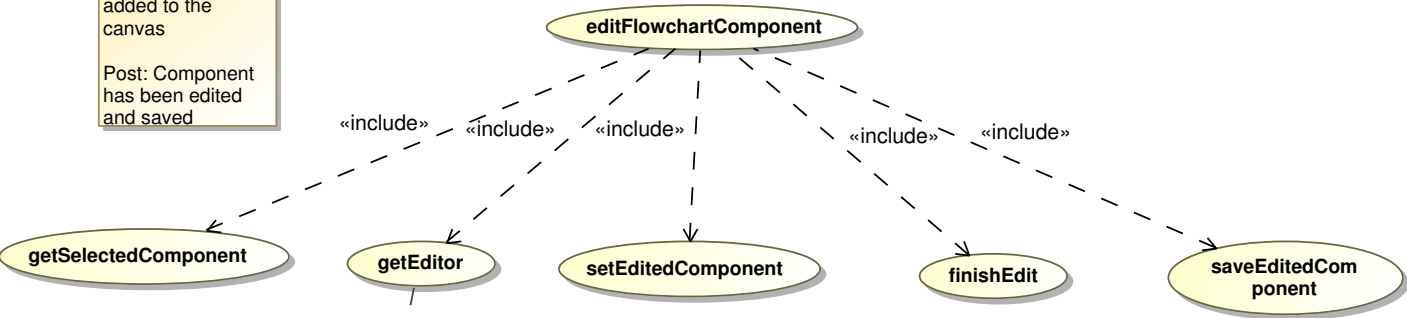 added to the
canvas
Post: Component
has been edited
and saved
editFlowchartComponent
«include»
«include»
«include»
«include»
«include»
getSelectedComponent
getEditor
setEditedComponent
finishEdit
saveEditedCom
ponent